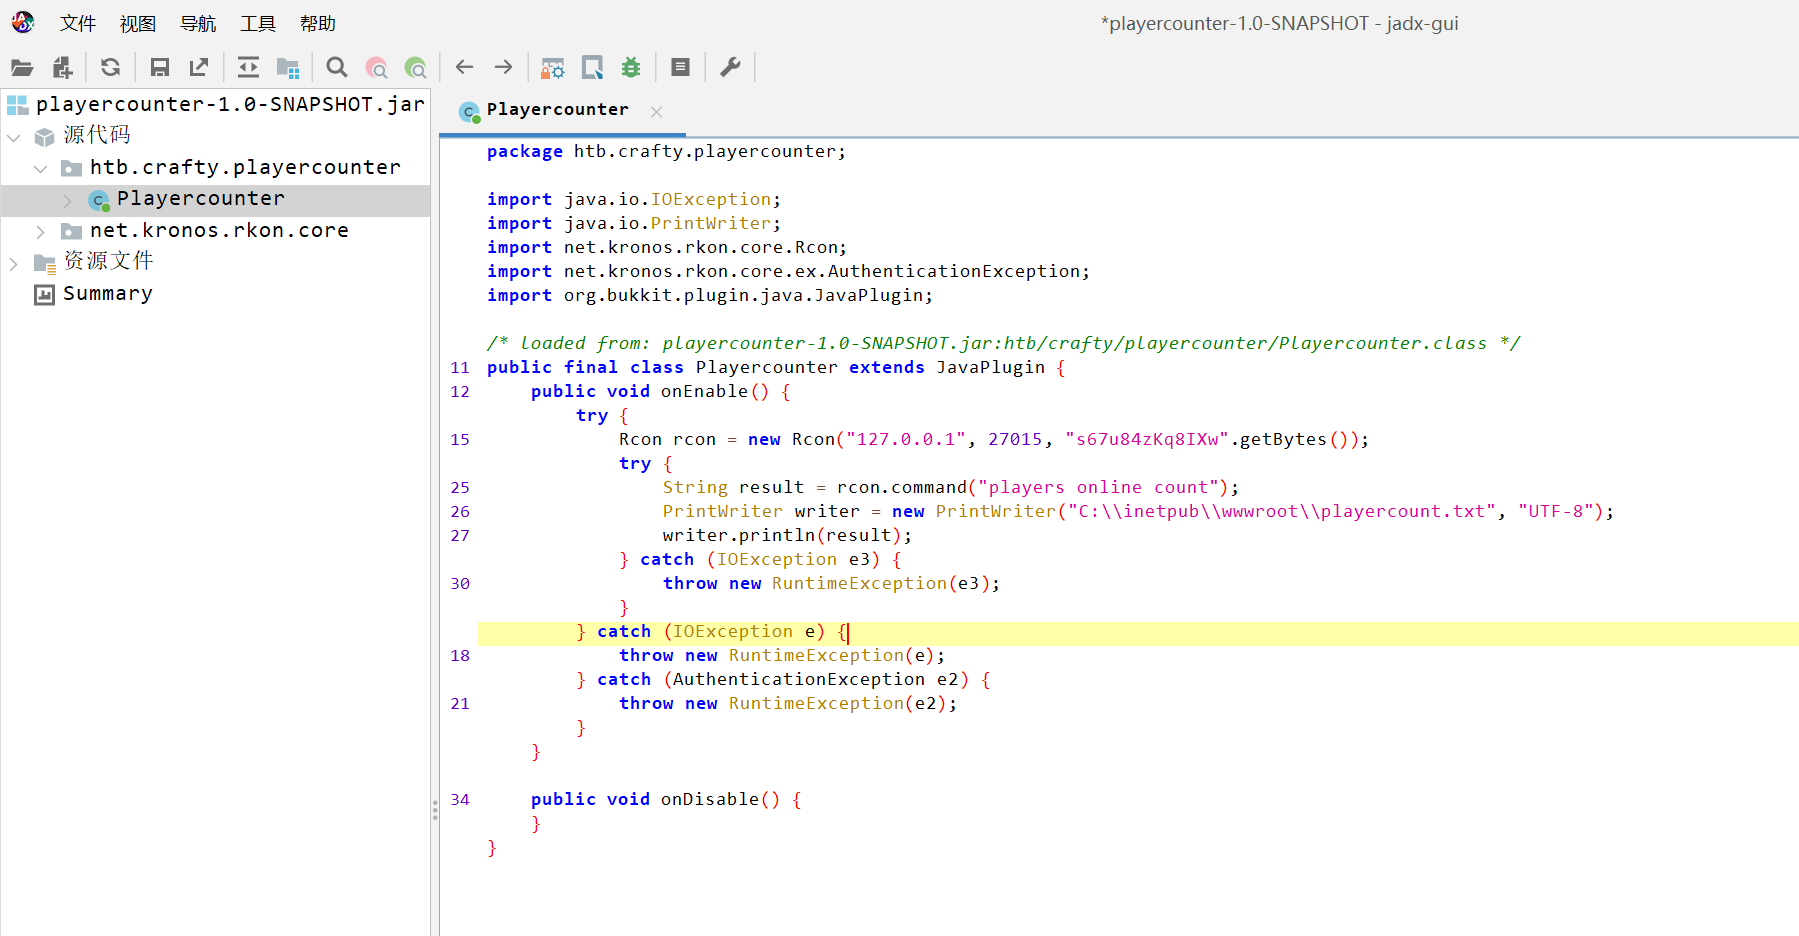 文件 视图 导航 工具 帮助
*playercounter-1.0-SNAPSHOT - jadx-gui
playercounter-1.0-SNAPSHOT.jar
源代码
htb.crafty.playercounter
Playercounter
net.kronos.rkon.core
资源文件
Summary
Playercounter
package htb.crafty.playercounter;
import java.io.IOException;
import java.io.PrintWriter;
import net.kronos.rkon.core.Rcon;
import net.kronos.rkon.core.ex.AuthenticationException;
import org.bukkit.plugin.java.JavaPlugin;
/* loaded from: playercounter-1.0-SNAPSHOT.jar:htb/crafty/playercounter/Playercounter.class */
11 public final class Playercounter extends JavaPlugin {
12 public void onEnable() {
try {
15 Rcon rcon = new Rcon("127.0.0.1", 27015, "s67u84zKq8IXw".getBytes());
try {
25 String result = rcon.command("players online count");
26 PrintWriter writer = new PrintWriter("C:\\inetpub\\wwwroot\\playercount.txt", "UTF-8");
27 writer.println(result);
} catch (IOException e3) {
30 throw new RuntimeException(e3);
}
} catch (IOException e) {
18 throw new RuntimeException(e);
} catch (AuthenticationException e2) {
21 throw new RuntimeException(e2);
}
}
34 public void onDisable() {
}
}